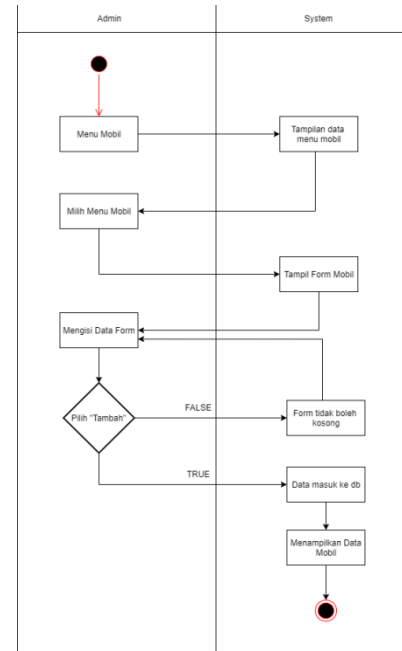 Admin
System
Menu Mobil
Tampilan data
menu mobil
Milih Menu Mobil
Tampil Form Mobil
Mengisi Data Form
Pilih "Tambah"
FALSE
Form tidak boleh
kosong
TRUE
Data masuk ke db
Menampilkan Data
Mobil